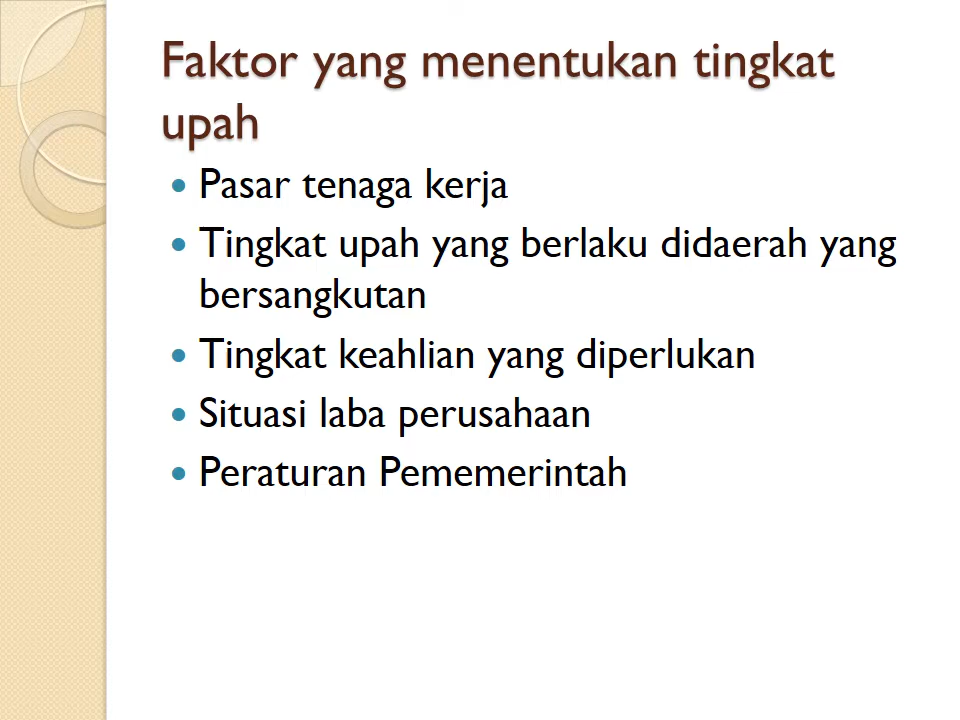 Faktor yang menentukan tingkat
upah
• Pasar tenaga kerja
• Tingkat upah yang berlaku didaerah yang
bersangkutan
• Tingkat keahlian yang diperlukan
• Situasi laba perusahaan
• Peraturan Pememerintah